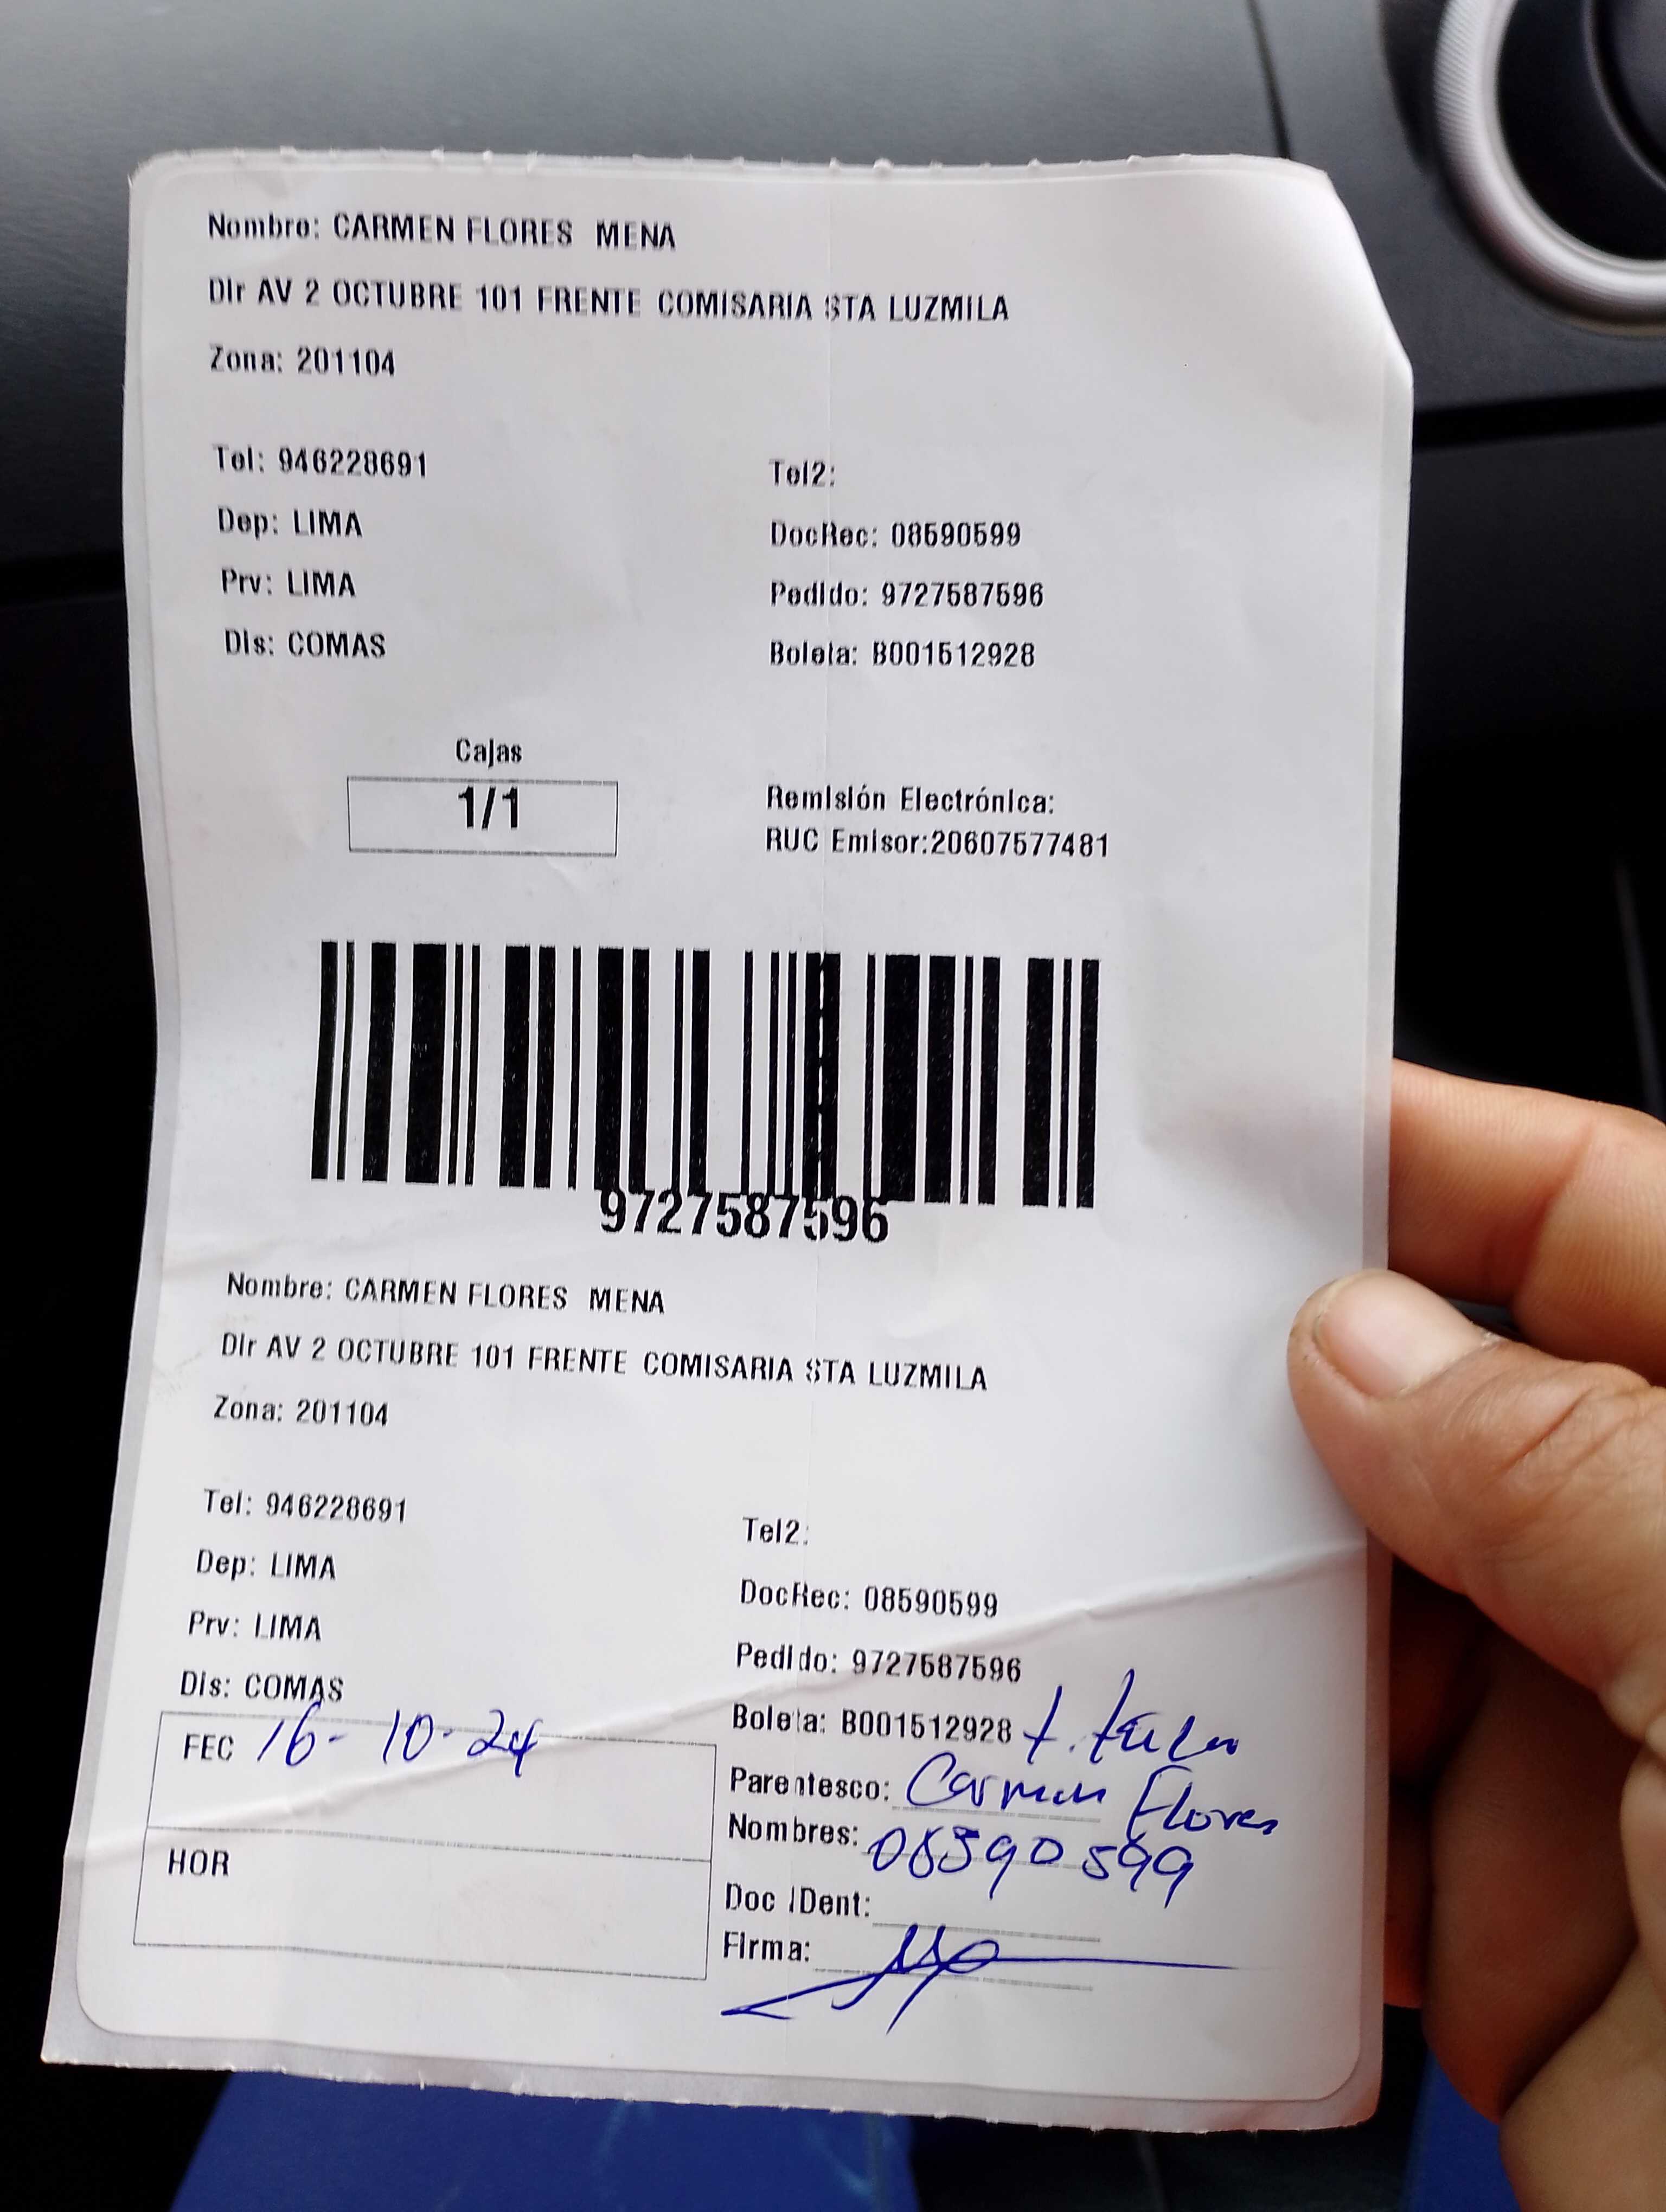 Nombre: CARMEN FLORES MENA
Dir AV 2 OCTUBRE 101 FRENTE COMISARIA STA LUZMILA
Zona: 201104
Tel: 946228691 Tel2:
Dep: LIMA DocRec: 08590599
Prv: LIMA Pedido: 9727587596
Dis: COMAS Boleta: B001512928
Cajas
1/1
Remisión Electrónica:
RUC Emisor:20607577481
9727587596
Nombre: CARMEN FLORES MENA
Dir AV 2 OCTUBRE 101 FRENTE COMISARIA STA LUZMILA
Zona: 201104
Tel: 946228691 Tel2:
Dep: LIMA DocRec: 08590599
Prv: LIMA Pedido: 9727587596
Dis: COMAS Boleta: B001512928
FEC 16-10-24
HOR
Parentesco: Carmen Flores
Nombres: 08590599
Doc IDent:
Firma: